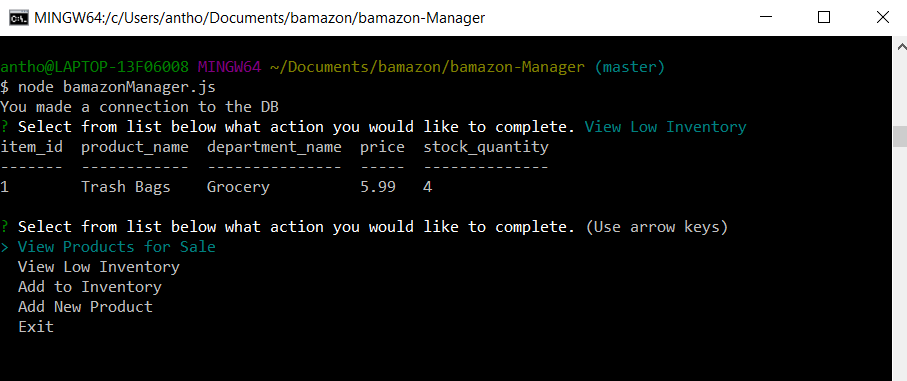 MINGW64:/c/Users/antho/Documents/bamazon/bamazon-Manager
antho@LAPTOP-13F06008 MINGW64 ~/Documents/bamazon/bamazon-Manager (master)
$ node bamazonManager.js
You made a connection to the DB
? Select from list below what action you would like to complete. View Low Inventory
item_id  product_name  department_name  price  stock_quantity
-------  ------------  ---------------  -----  --------------
1        Trash Bags    Grocery          5.99   4
? Select from list below what action you would like to complete. (Use arrow keys)
> View Products for Sale
  View Low Inventory
  Add to Inventory
  Add New Product
  Exit